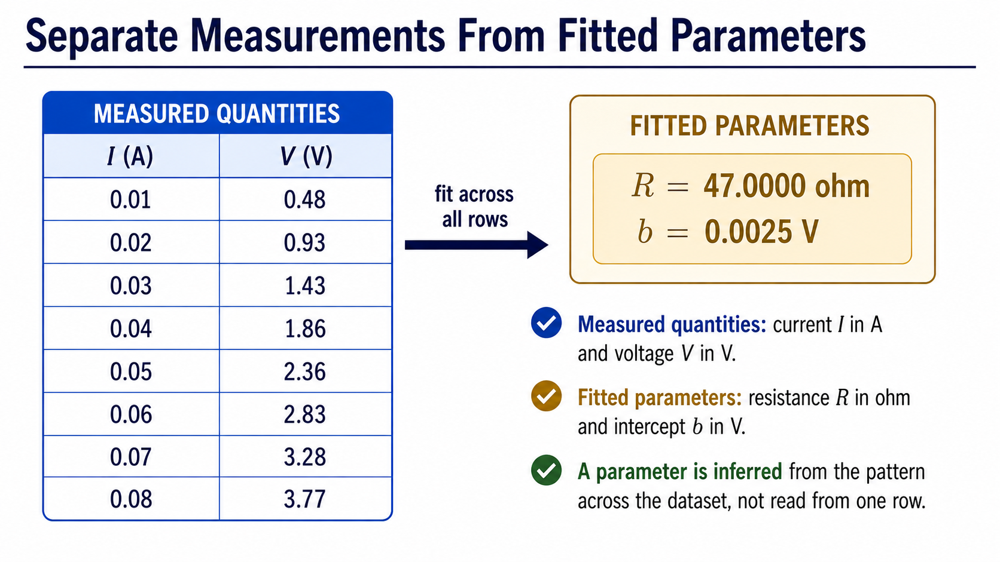 Separate Measurements From Fitted Parameters
MEASURED QUANTITIES
I (A) V (V)
0.01 0.48
0.02 0.93
0.03 1.43
0.04 1.86
0.05 2.36
0.06 2.83
0.07 3.28
0.08 3.77
fit across
all rows
FITTED PARAMETERS
R = 47.0000 ohm
b = 0.0025 V
Measured quantities: current I in A
and voltage V in V.
Fitted parameters: resistance R in ohm
and intercept b in V.
A parameter is inferred from the pattern
across the dataset, not read from one row.